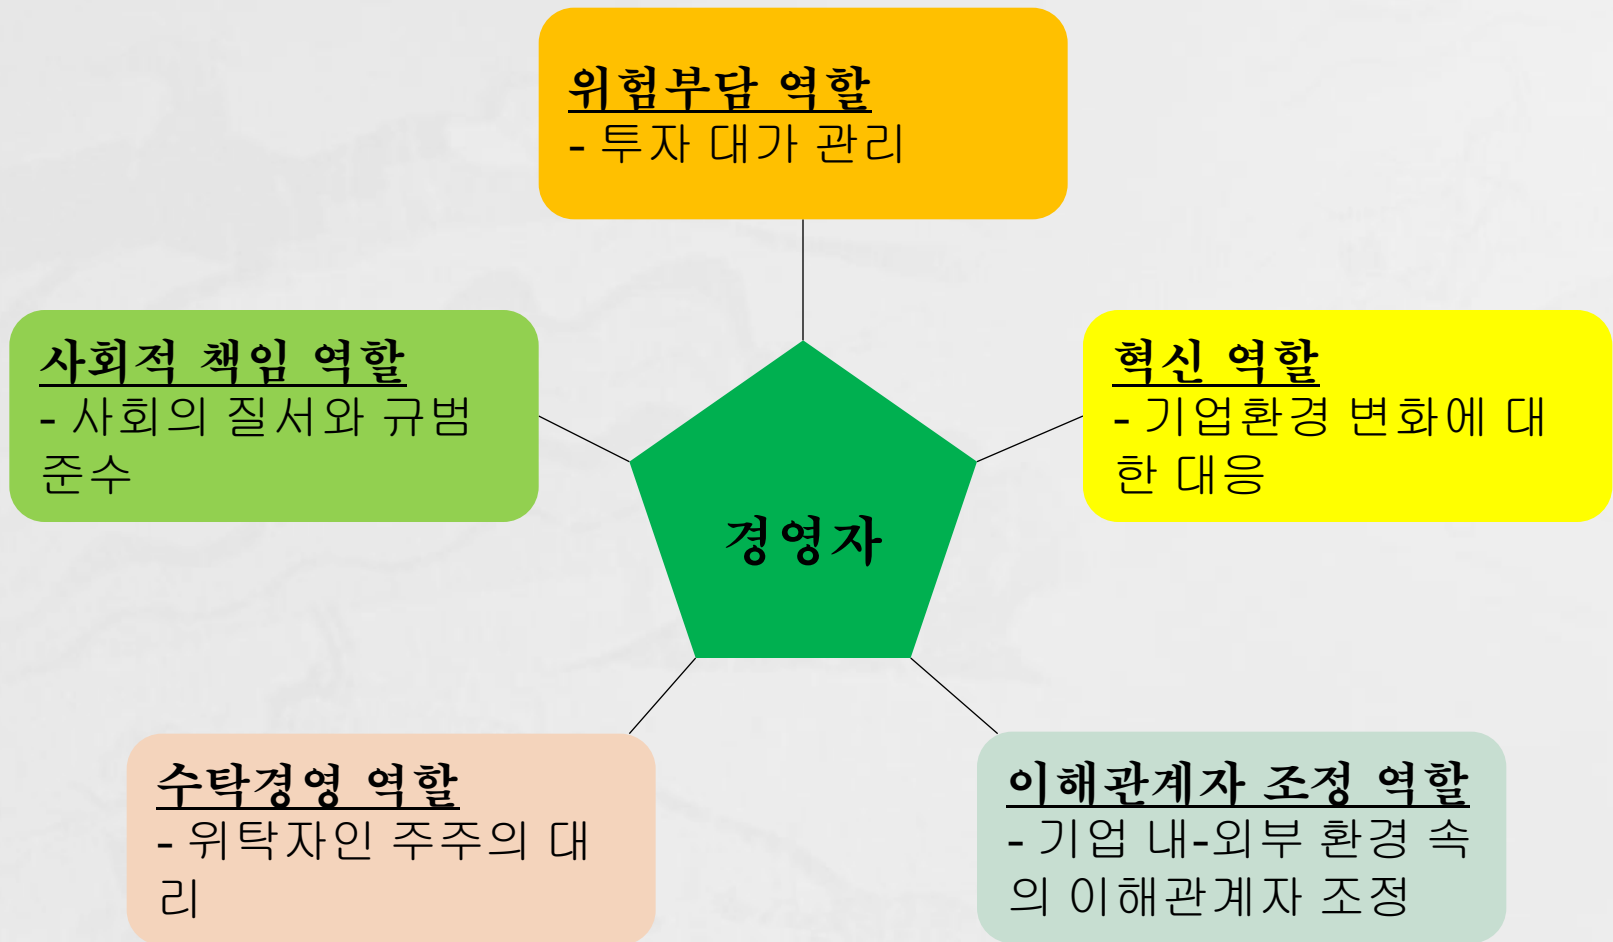 위험부담 역할
- 투자 대가 관리
사회적 책임 역할
- 사회의 질서와 규범
준수
혁신 역할
- 기업환경 변화에 대
한 대응
경영자
수탁경영 역할
- 위탁자인 주주의 대
리
이해관계자 조정 역할
- 기업 내-외부 환경 속
의 이해관계자 조정